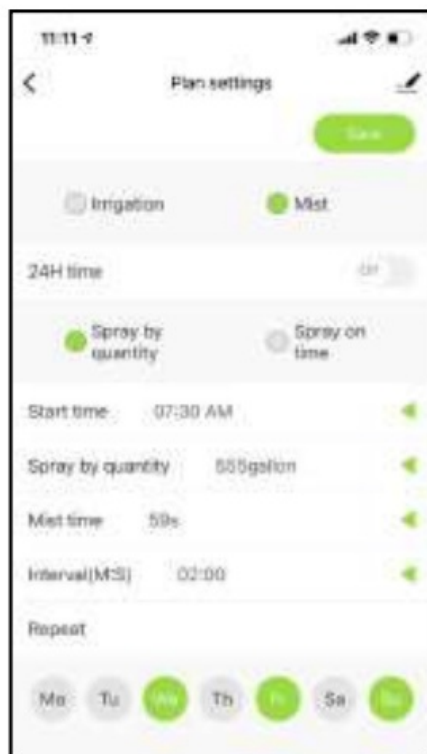 11:11
Plan settings
Save
Irrigation Mist
24H time Off
Spray by quantity Spray on time
Start time 07:30 AM
Spray by quantity 555gallon
Mist time 59s
Interval(M:S) 02:00
Repeat
Mo Tu We Th Fr Sa Su